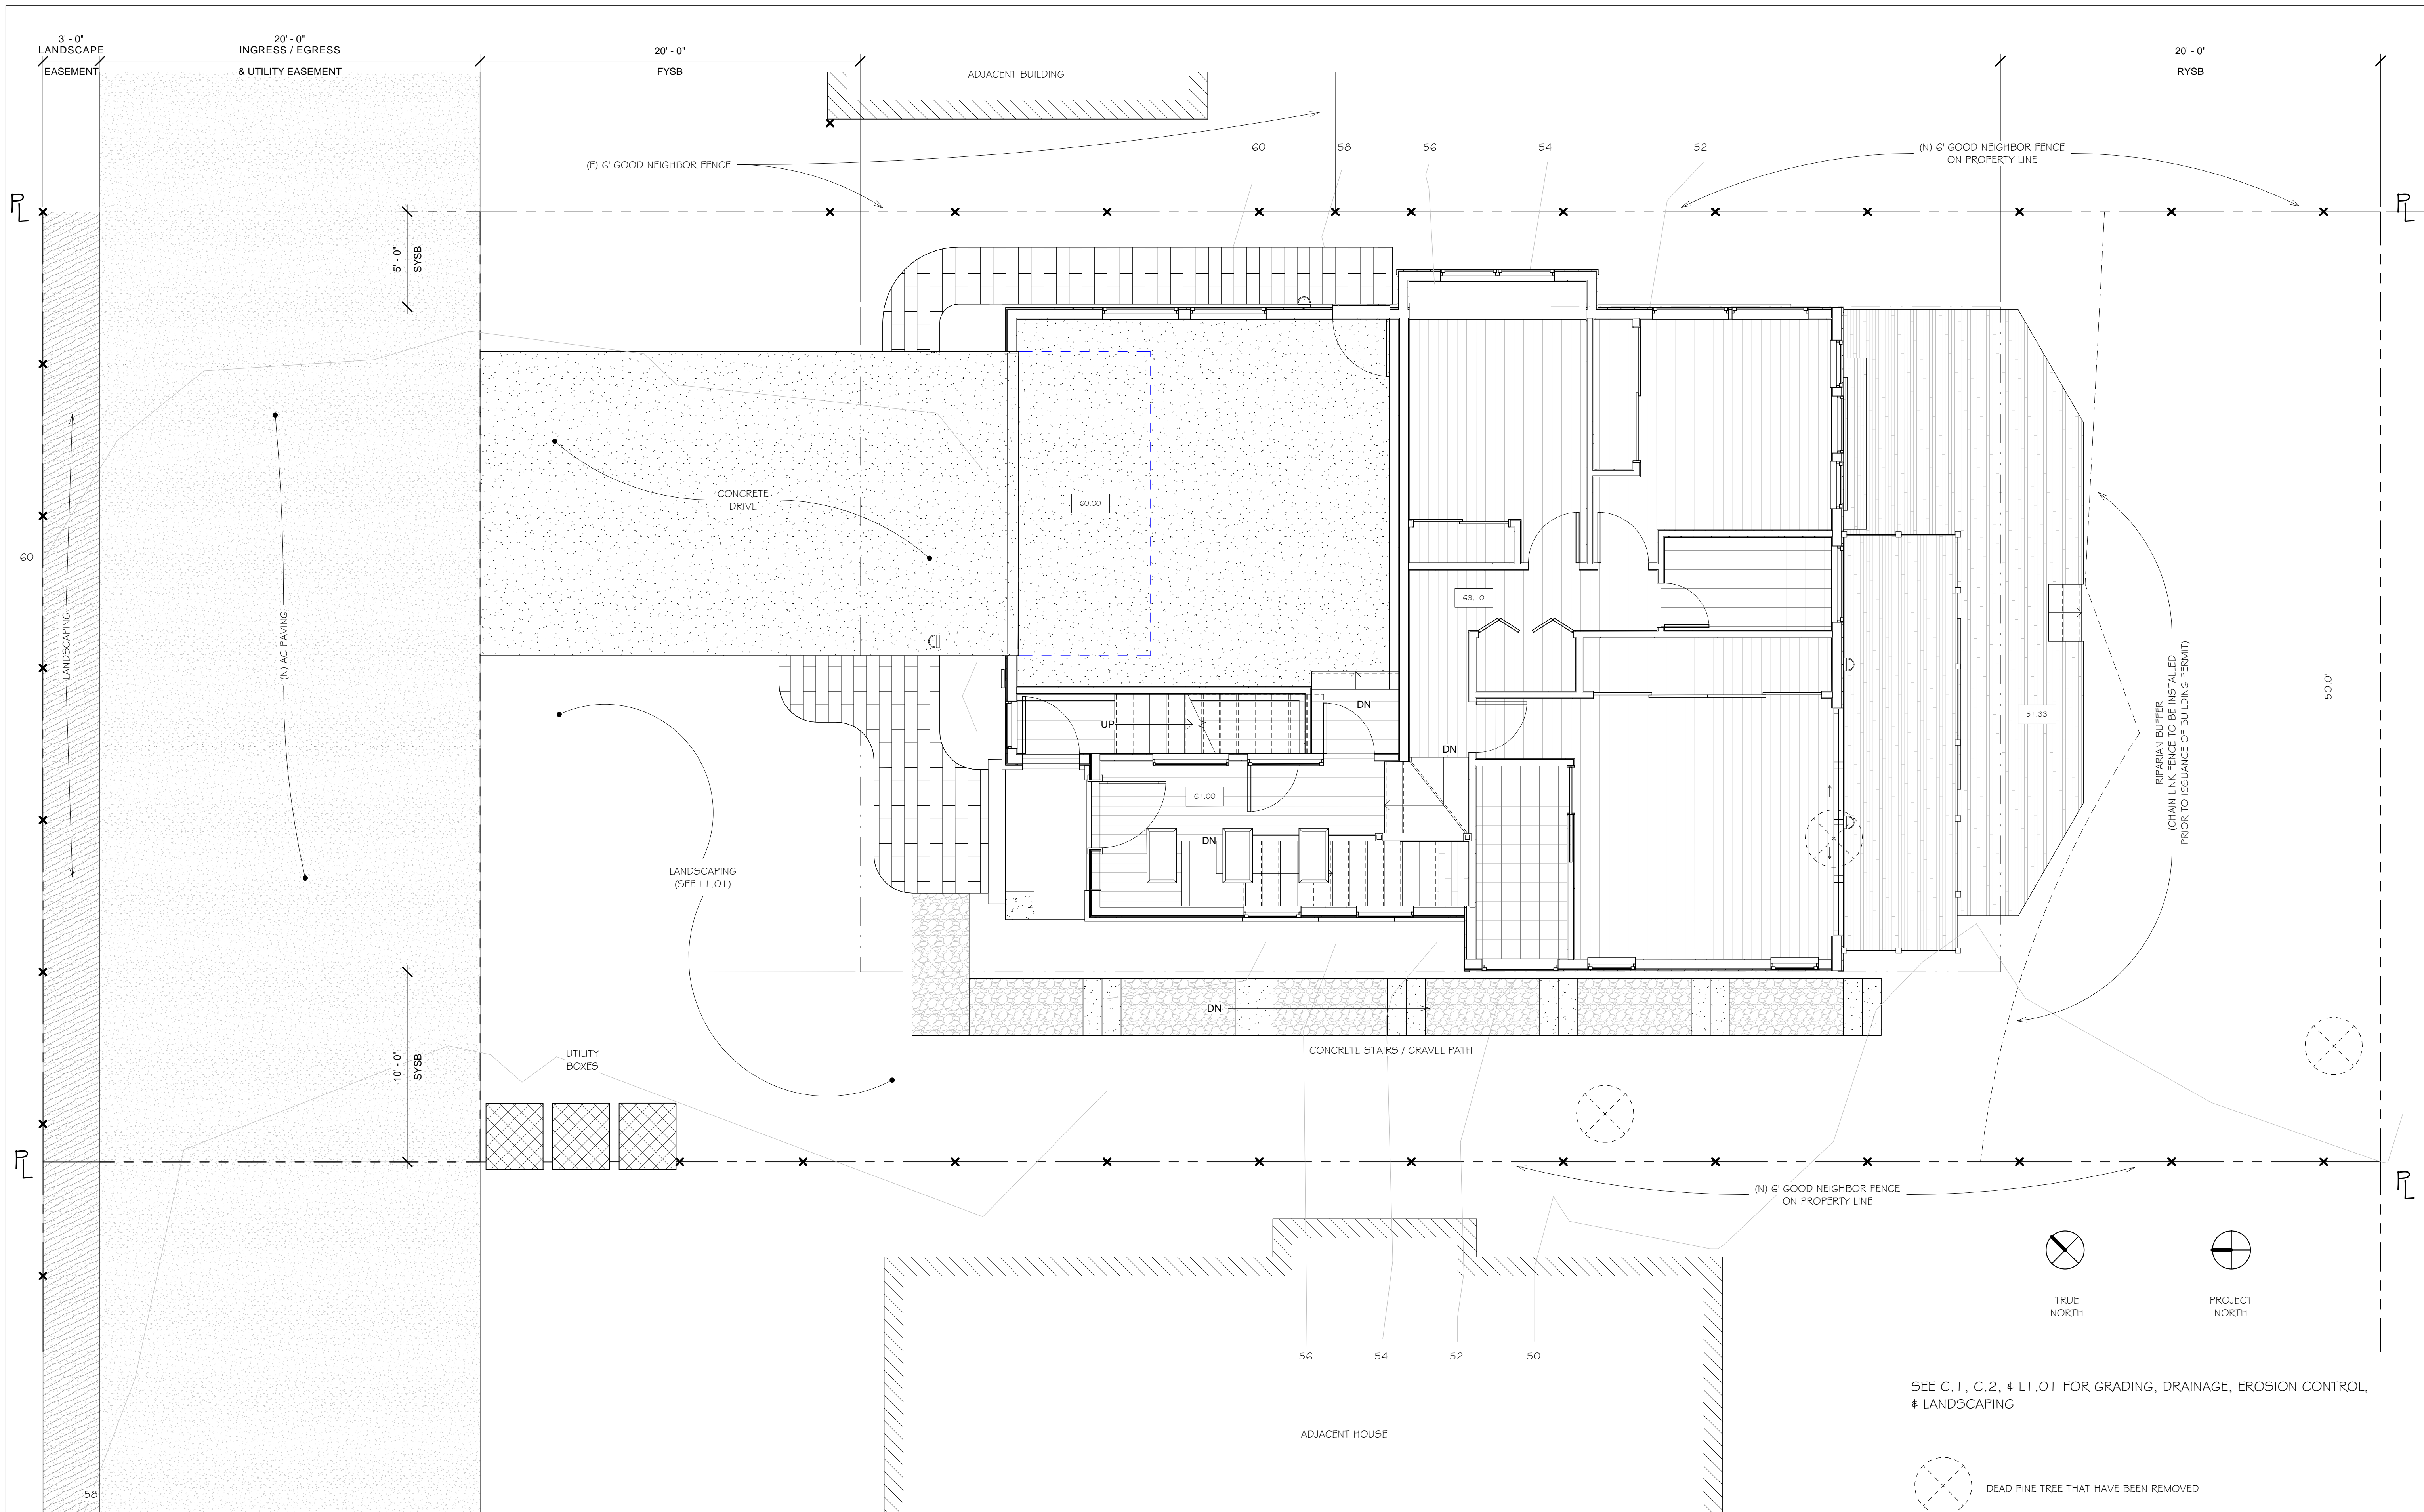 3' - 0"
LANDSCAPE
EASEMENT
20' - 0"
INGRESS / EGRESS
& UTILITY EASEMENT
20' - 0"
FYSB
ADJACENT BUILDING
20' - 0"
RYSB
(E) 6' GOOD NEIGHBOR FENCE
60
58
56
54
52
(N) 6' GOOD NEIGHBOR FENCE
ON PROPERTY LINE
PL
PL
5' - 0"
SYSB
CONCRETE
DRIVE
60.00
60
LANDSCAPING
(N) AC PAVING
63.10
UP
DN
DN
61.00
DN
51.33
RIPARIAN BUFFER
(CHAIN LINK FENCE TO BE INSTALLED
PRIOR TO ISSUANCE OF BUILDING PERMIT)
50.0'
LANDSCAPING
(SEE L1.01)
DN
10' - 0"
SYSB
UTILITY
BOXES
CONCRETE STAIRS / GRAVEL PATH
PL
PL
(N) 6' GOOD NEIGHBOR FENCE
ON PROPERTY LINE
TRUE
NORTH
PROJECT
NORTH
56
54
52
50
SEE C.1, C.2, & L1.01 FOR GRADING, DRAINAGE, EROSION CONTROL,
& LANDSCAPING
ADJACENT HOUSE
58
DEAD PINE TREE THAT HAVE BEEN REMOVED